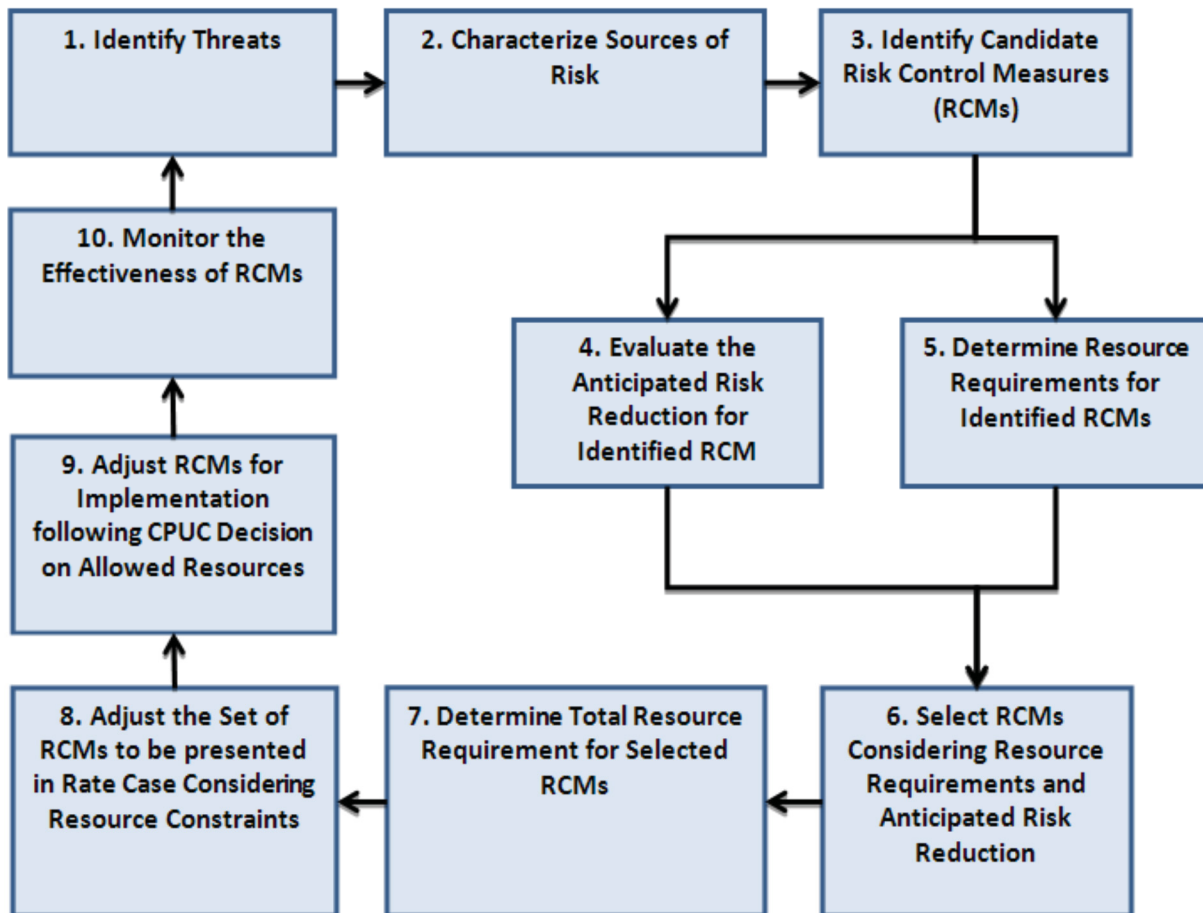 1. Identify Threats
2. Characterize Sources of
Risk
3. Identify Candidate
Risk Control Measures
(RCMs)
4. Evaluate the
Anticipated Risk
Reduction for
Identified RCM
5. Determine Resource
Requirements for
Identified RCMs
6. Select RCMs
Considering Resource
Requirements and
Anticipated Risk
Reduction
7. Determine Total Resource
Requirement for Selected
RCMs
8. Adjust the Set of
RCMs to be presented
in Rate Case Considering
Resource Constraints
9. Adjust RCMs for
Implementation
following CPUC Decision
on Allowed Resources
10. Monitor the
Effectiveness of RCMs